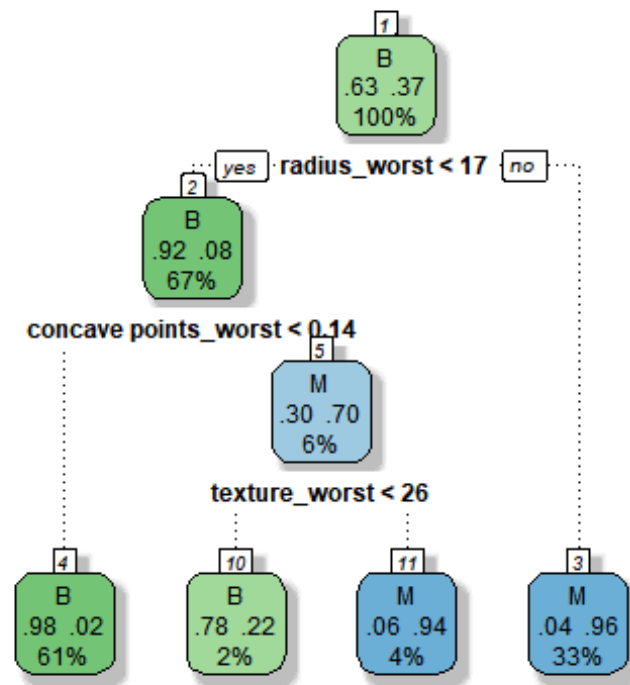 1
B
.63 .37
100%
yes radius_worst < 17 no
2
B
.92 .08
67%
concave points_worst < 0.14
5
M
.30 .70
6%
texture_worst < 26
4
B
.98 .02
61%
10
B
.78 .22
2%
11
M
.06 .94
4%
3
M
.04 .96
33%